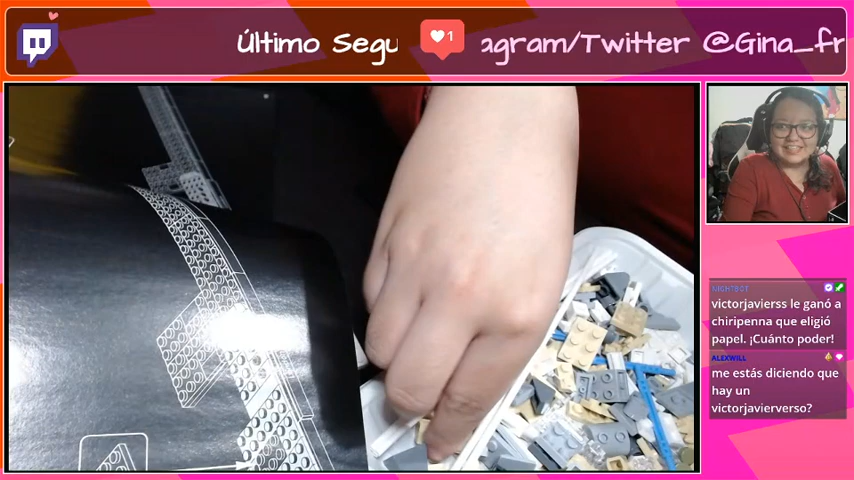 Último Segu
1
agram/Twitter @Gina_fr
NIGHTBOT
victorjavierss le ganó a
chiripenna que eligió
papel. ¡Cuánto poder!
ALEXWILL
me estás diciendo que
hay un
victorjavierverso?